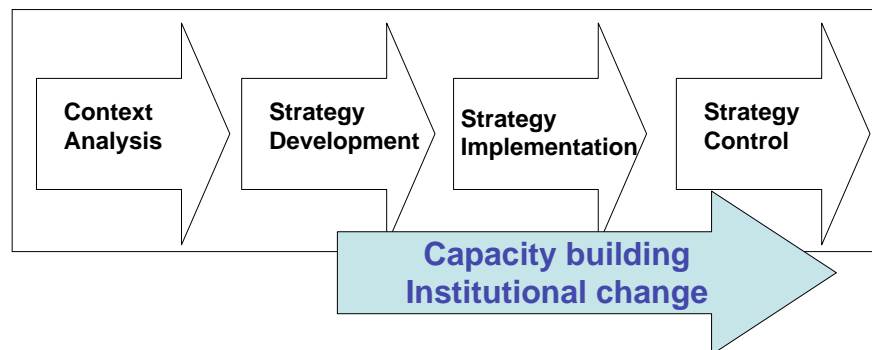 Context
Analysis
Strategy
Development
Strategy
Implementation
Strategy
Control
Capacity building
Institutional change